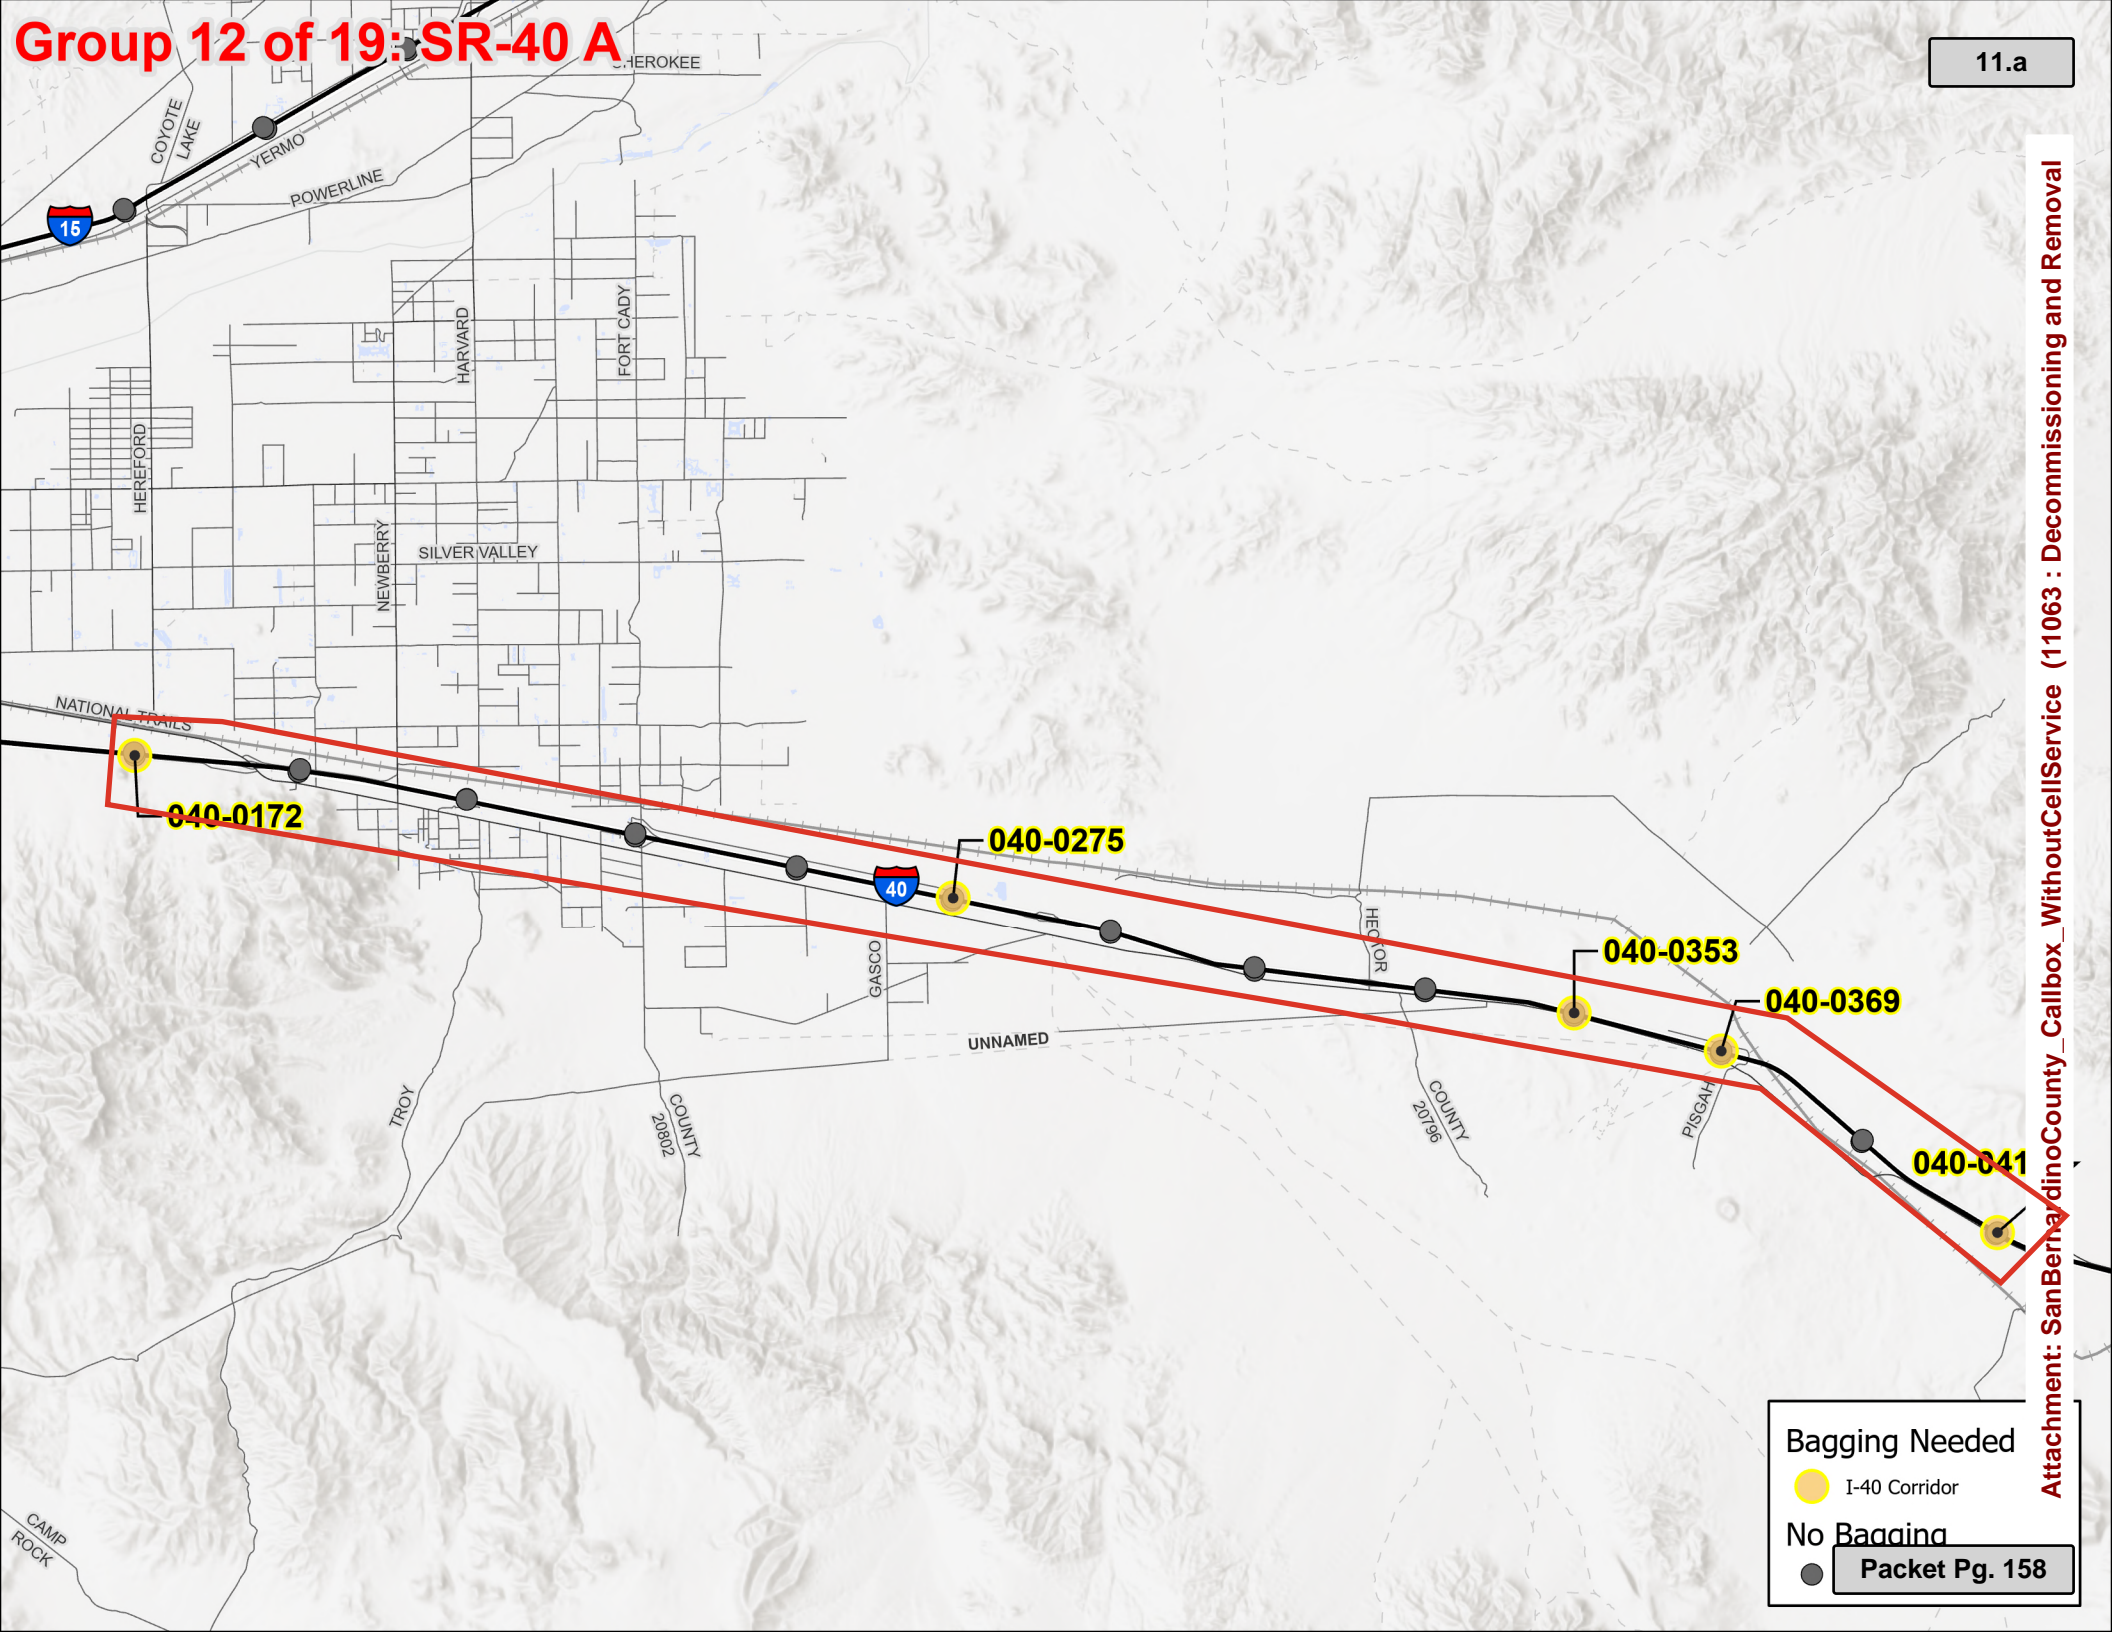 Group 12 of 19: SR-40 A
11.a
CHEROKEE
COYOTE
LAKE
YERMO
POWERLINE
15
HARVARD
FORT CADY
HEREFORD
NEWBERRY
SILVER VALLEY
NATIONAL TRAILS
040-0172
040-0275
40
HECTOR
040-0353
GASCO
040-0369
UNNAMED
TROY
COUNTY
20802
COUNTY
20796
PISGAH
040-041
CAMP
ROCK
Bagging Needed
I-40 Corridor
No Bagging
Packet Pg. 158
Attachment: SanBernardinoCounty_Callbox_WithoutCellService (11063 : Decommissioning and Removal